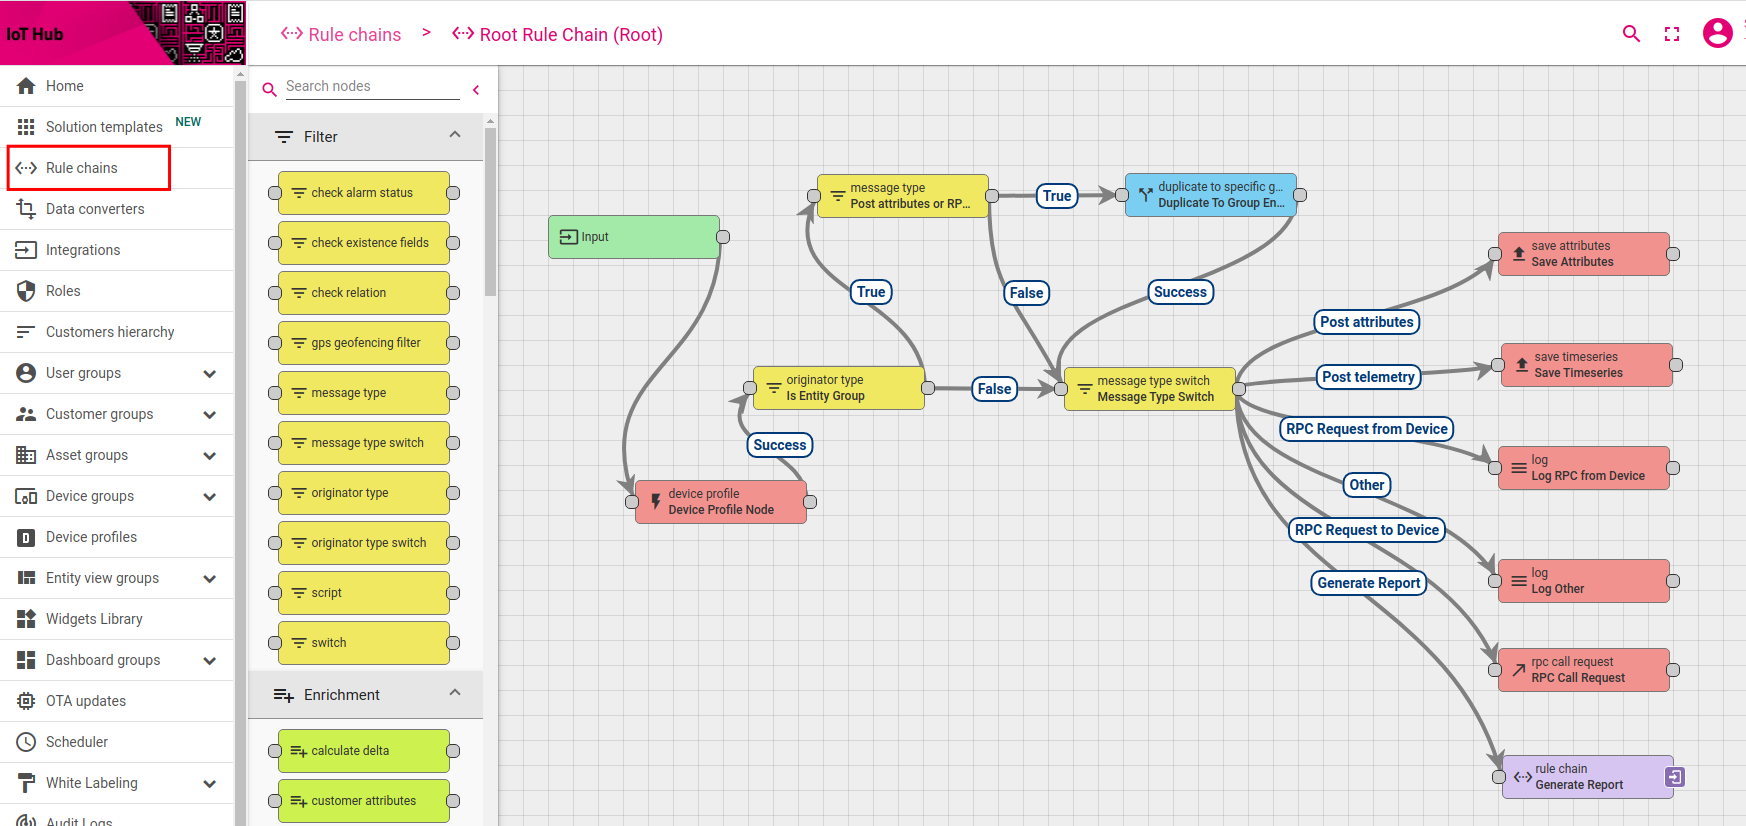 IoT Hub
Rule chains > Root Rule Chain (Root)
Home
Solution templates NEW
Rule chains
Data converters
Integrations
Roles
Customers hierarchy
User groups
Customer groups
Asset groups
Device groups
Device profiles
Entity view groups
Widgets Library
Dashboard groups
OTA updates
Scheduler
White Labeling
Audit Logs
Search nodes
Filter
check alarm status
check existence fields
check relation
gps geofencing filter
message type
message type switch
originator type
originator type switch
script
switch
Enrichment
calculate delta
customer attributes
Input
message type
Post attributes or RP...
True
duplicate to specific g...
Duplicate To Group En...
True
False
Success
originator type
Is Entity Group
False
message type switch
Message Type Switch
Success
device profile
Device Profile Node
Post attributes
Post telemetry
RPC Request from Device
Other
RPC Request to Device
Generate Report
save attributes
Save Attributes
save timeseries
Save Timeseries
log
Log RPC from Device
log
Log Other
rpc call request
RPC Call Request
rule chain
Generate Report